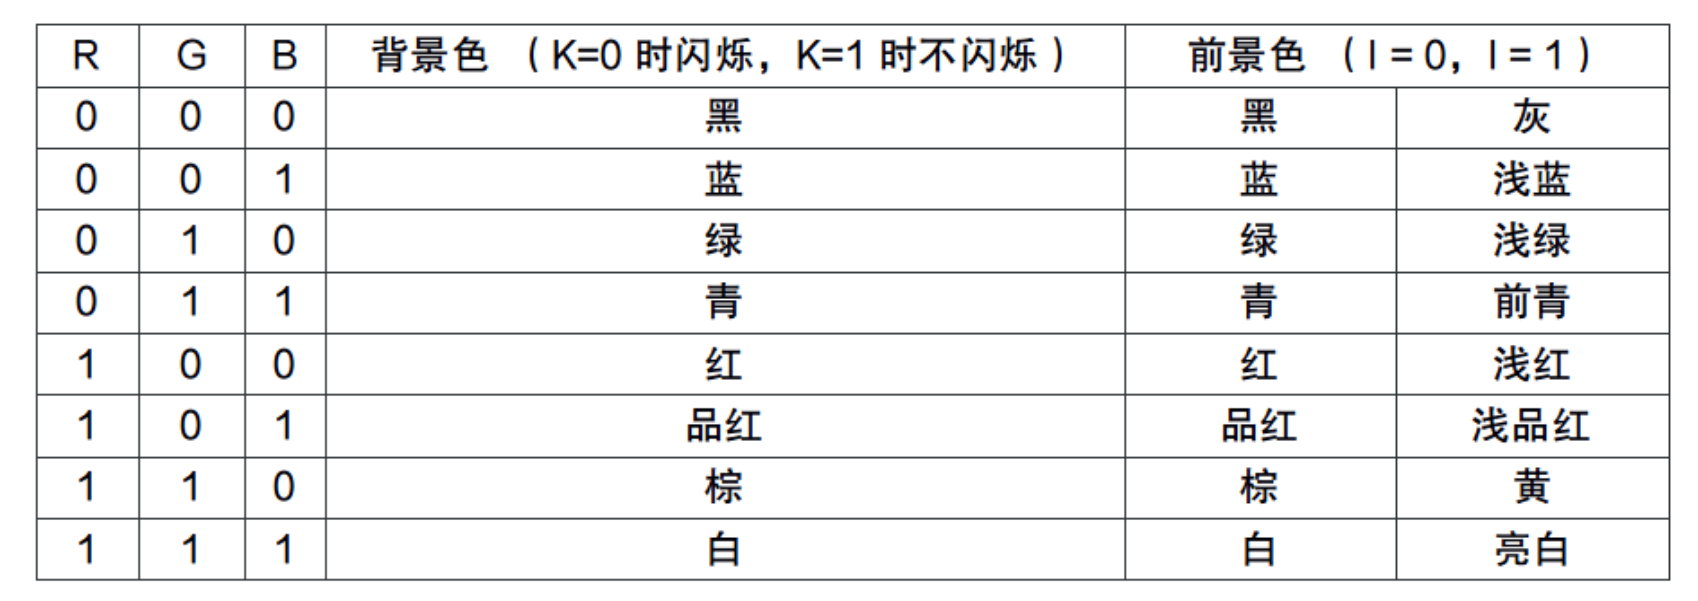 R G B 背景色 （K=0 时闪烁，K=1 时不闪烁） 前景色 （I = 0，I = 1）
0 0 0 黑 黑 灰
0 0 1 蓝 蓝 浅蓝
0 1 0 绿 绿 浅绿
0 1 1 青 青 前青
1 0 0 红 红 浅红
1 0 1 品红 品红 浅品红
1 1 0 棕 棕 黄
1 1 1 白 白 亮白